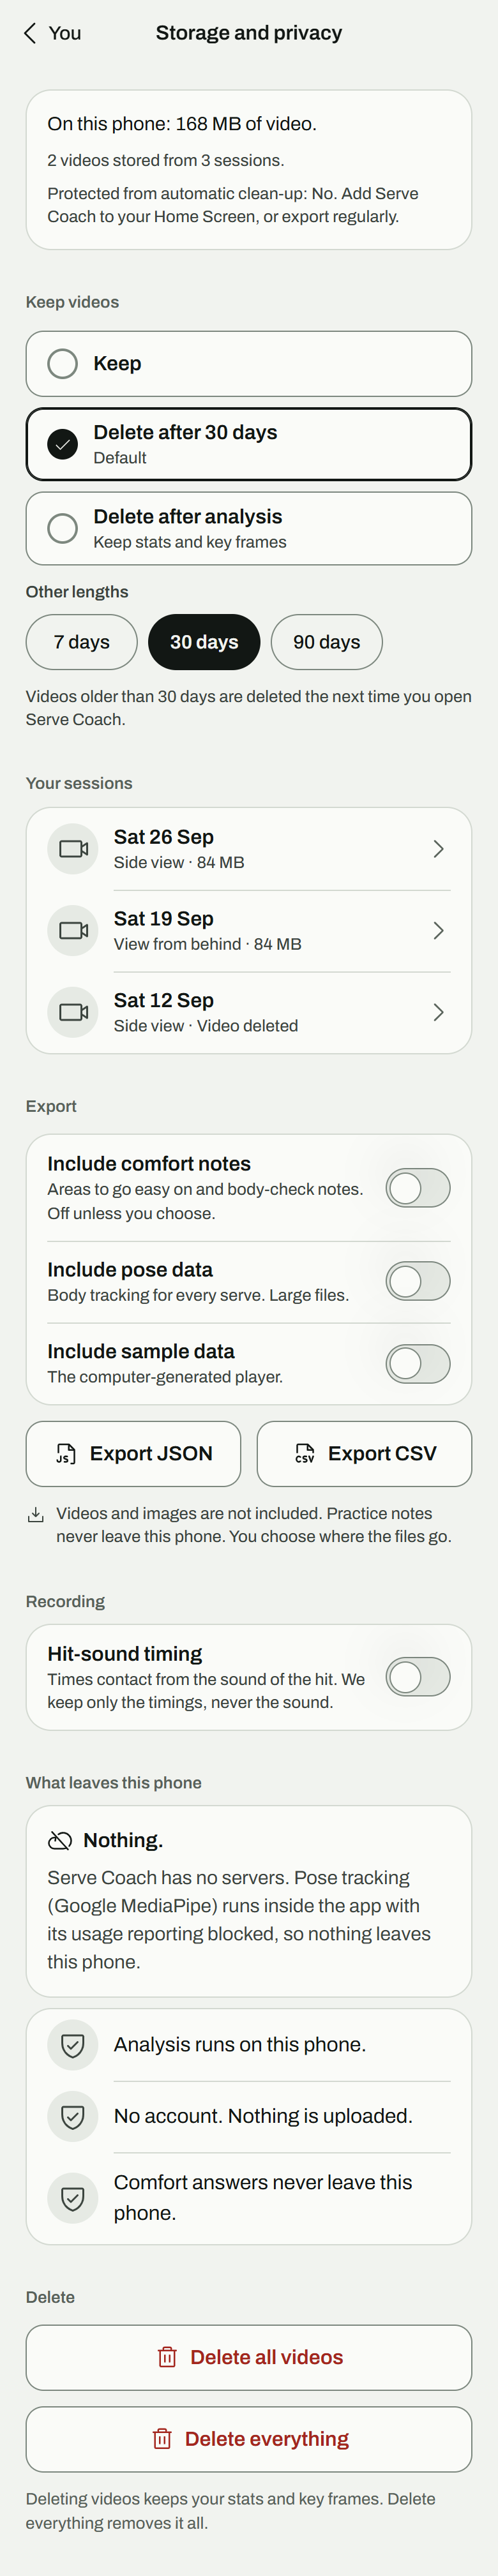 You
Storage and privacy
On this phone: 168 MB of video.
2 videos stored from 3 sessions.
Protected from automatic clean-up: No. Add Serve
Coach to your Home Screen, or export regularly.
Keep videos
Keep
Delete after 30 days
Default
Delete after analysis
Keep stats and key frames
Other lengths
7 days
30 days
90 days
Videos older than 30 days are deleted the next time you open
Serve Coach.
Your sessions
Sat 26 Sep
Side view · 84 MB
Sat 19 Sep
View from behind · 84 MB
Sat 12 Sep
Side view · Video deleted
Export
Include comfort notes
Areas to go easy on and body-check notes.
Off unless you choose.
Include pose data
Body tracking for every serve. Large files.
Include sample data
The computer-generated player.
JS
Export JSON
CSV
Export CSV
Videos and images are not included. Practice notes
never leave this phone. You choose where the files go.
Recording
Hit-sound timing
Times contact from the sound of the hit. We
keep only the timings, never the sound.
What leaves this phone
Nothing.
Serve Coach has no servers. Pose tracking
(Google MediaPipe) runs inside the app with
its usage reporting blocked, so nothing leaves
this phone.
Analysis runs on this phone.
No account. Nothing is uploaded.
Comfort answers never leave this
phone.
Delete
Delete all videos
Delete everything
Deleting videos keeps your stats and key frames. Delete
everything removes it all.